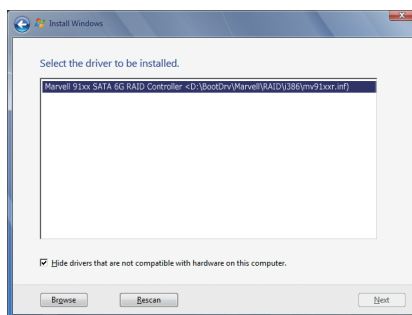 Install Windows
Select the driver to be installed.
Marvell 91xx SATA 6G RAID Controller <D:\BootDrv\Marvell\RAID\i386\mv91xxr.inf)
Hide drivers that are not compatible with hardware on this computer.
Browse Rescan Next